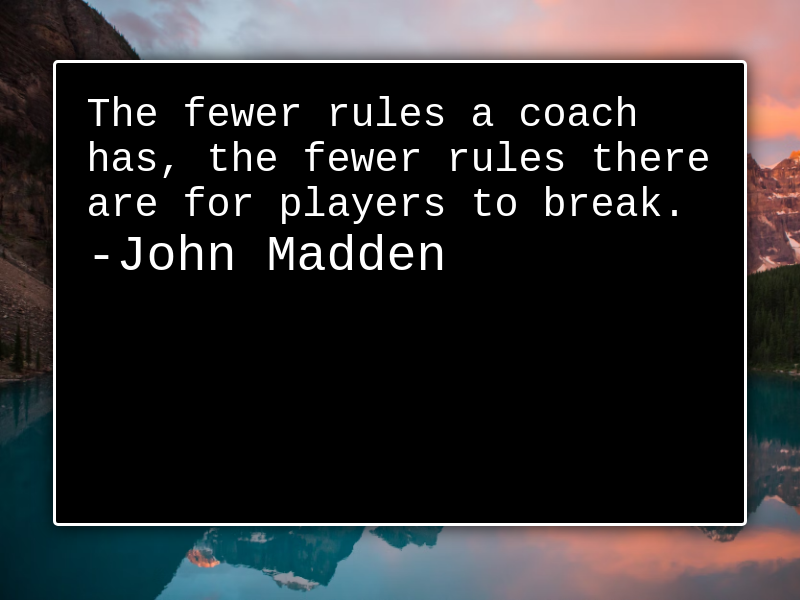 The fewer rules a coach
has, the fewer rules there
are for players to break.
-John Madden